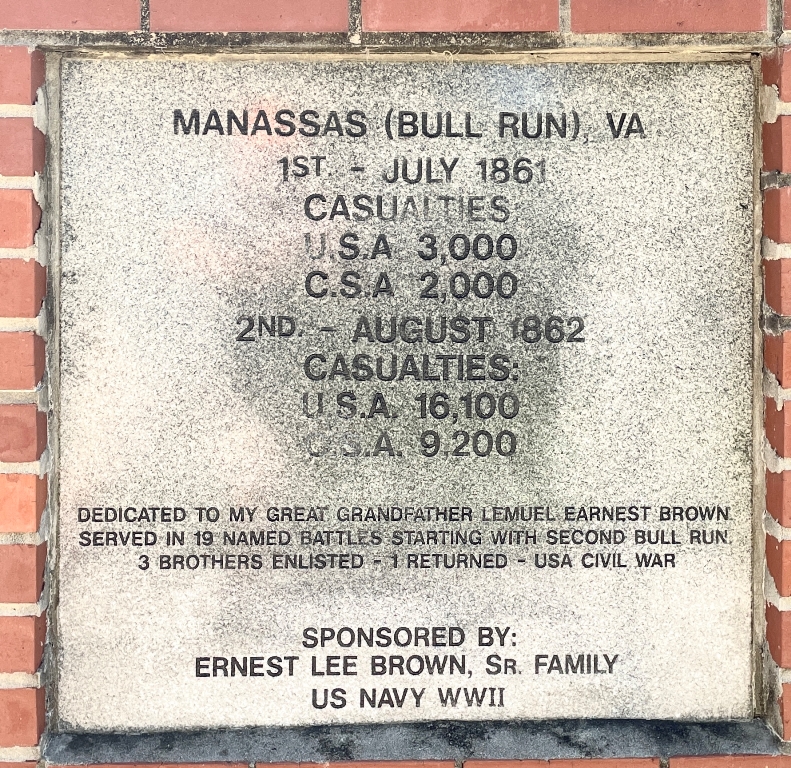 MANASSAS (BULL RUN), VA
1ST. - JULY 1861
CASUALTIES
U.S.A 3,000
C.S.A 2,000
2ND. - AUGUST 1862
CASUALTIES:
U.S.A. 16,100
C.S.A. 9,200
DEDICATED TO MY GREAT GRANDFATHER LEMUEL EARNEST BROWN.
SERVED IN 19 NAMED BATTLES STARTING WITH SECOND BULL RUN.
3 BROTHERS ENLISTED - 1 RETURNED - USA CIVIL WAR
SPONSORED BY:
ERNEST LEE BROWN, SR. FAMILY
US NAVY WWII